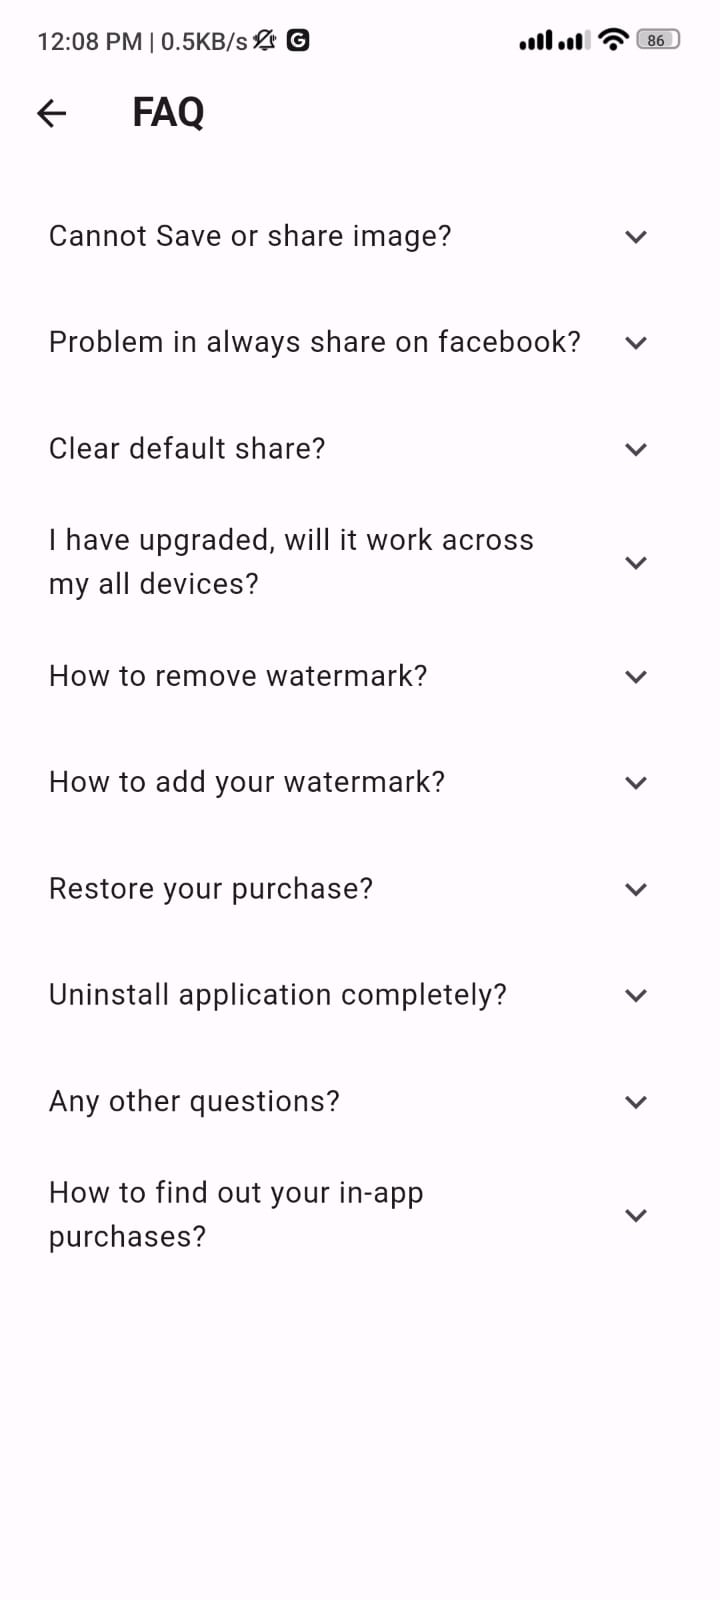 12:08 PM | 0.5KB/s G 86
FAQ
Cannot Save or share image?
Problem in always share on facebook?
Clear default share?
I have upgraded, will it work across
my all devices?
How to remove watermark?
How to add your watermark?
Restore your purchase?
Uninstall application completely?
Any other questions?
How to find out your in-app
purchases?